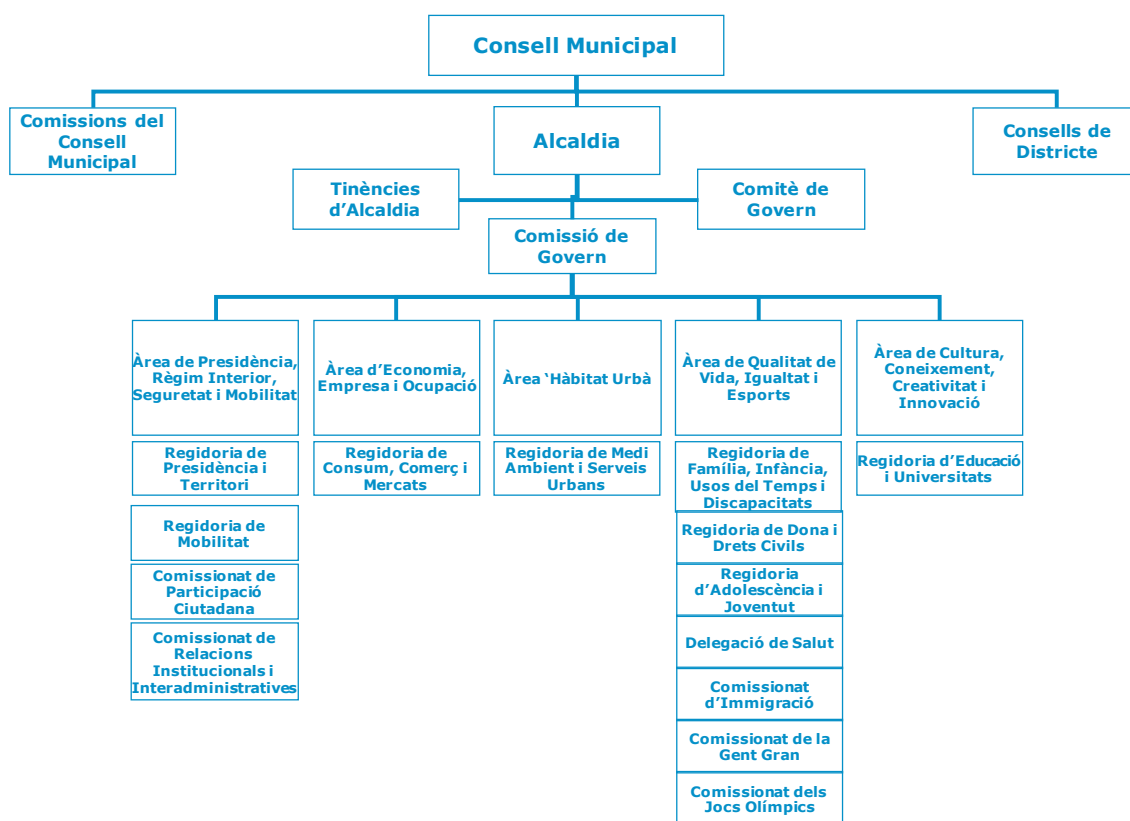 Consell Municipal
Comissions del
Consell
Municipal
Alcaldia
Consells de
Districte
Tinències
d’Alcaldia
Comitè de
Govern
Comissió de
Govern
Àrea de Presidència,
Règim Interior,
Seguretat i Mobilitat
Àrea d’Economia,
Empresa i Ocupació
Àrea ‘Hàbitat Urbà
Àrea de Qualitat de
Vida, Igualtat i
Esports
Àrea de Cultura,
Coneixement,
Creativitat i
Innovació
Regidoria de
Presidència i
Territori
Regidoria de
Consum, Comerç i
Mercats
Regidoria de Medi
Ambient i Serveis
Urbans
Regidoria de
Família, Infància,
Usos del Temps i
Discapacitats
Regidoria d’Educació
i Universitats
Regidoria de
Mobilitat
Regidoria de Dona i
Drets Civils
Comissionat de
Participació
Ciutadana
Regidoria
d’Adolescència i
Joventut
Comissionat de
Relacions
Institucionals i
Interadministratives
Delegació de Salut
Comissionat
d’Immigració
Comissionat de la
Gent Gran
Comissionat dels
Jocs Olímpics